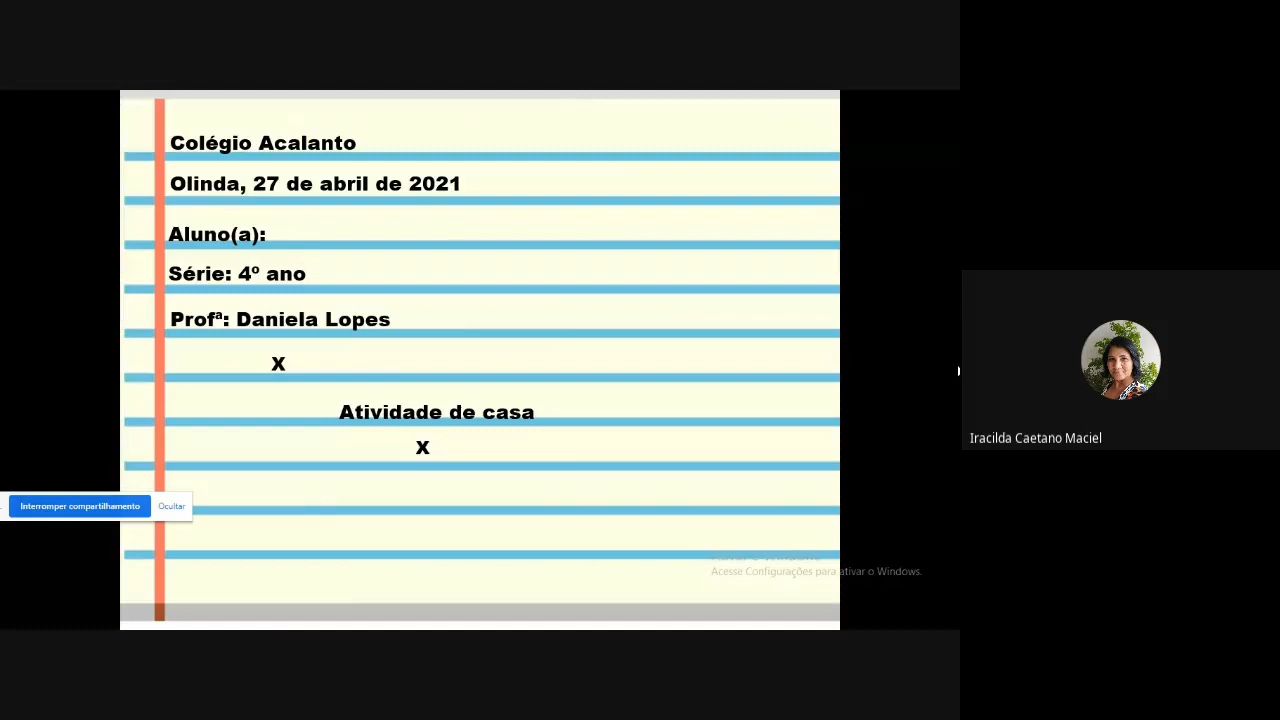 Colégio Acalanto
Olinda, 27 de abril de 2021
Aluno(a):
Série: 4º ano
Profª: Daniela Lopes
X
Atividade de casa
X
Interromper compartilhamento Ocultar
Acesse Configurações para ativar o Windows.
Iracilda Caetano Maciel